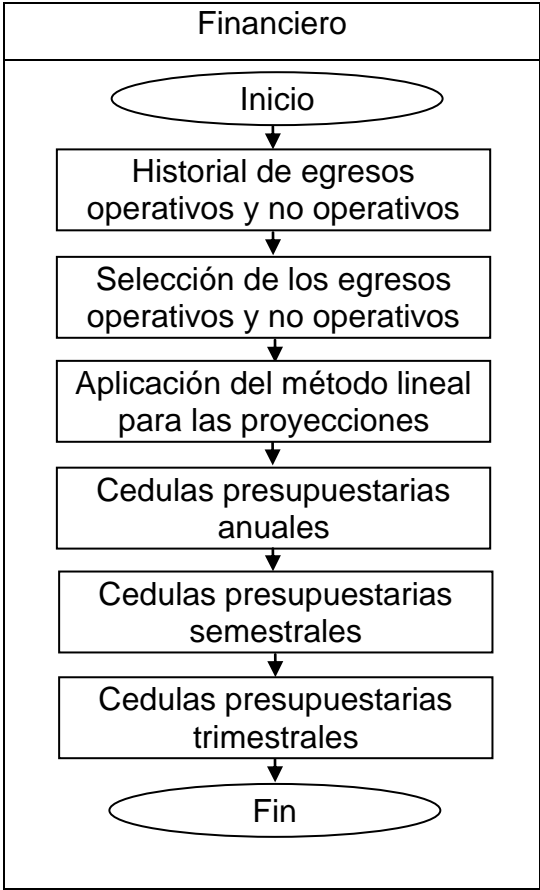 Financiero
Inicio
Historial de egresos
operativos y no operativos
Selección de los egresos
operativos y no operativos
Aplicación del método lineal
para las proyecciones
Cedulas presupuestarias
anuales
Cedulas presupuestarias
semestrales
Cedulas presupuestarias
trimestrales
Fin